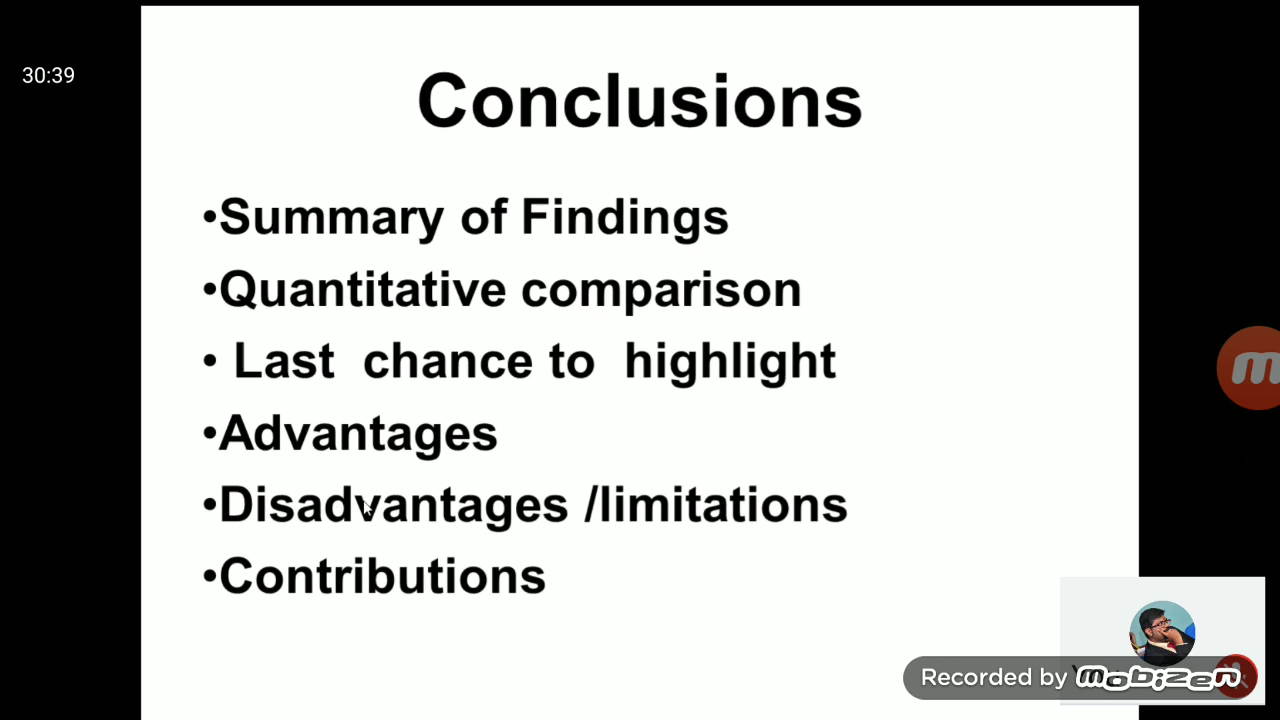 30:39
Conclusions
•Summary of Findings
•Quantitative comparison
• Last chance to highlight
•Advantages
•Disadvantages /limitations
•Contributions
Recorded by mobizen